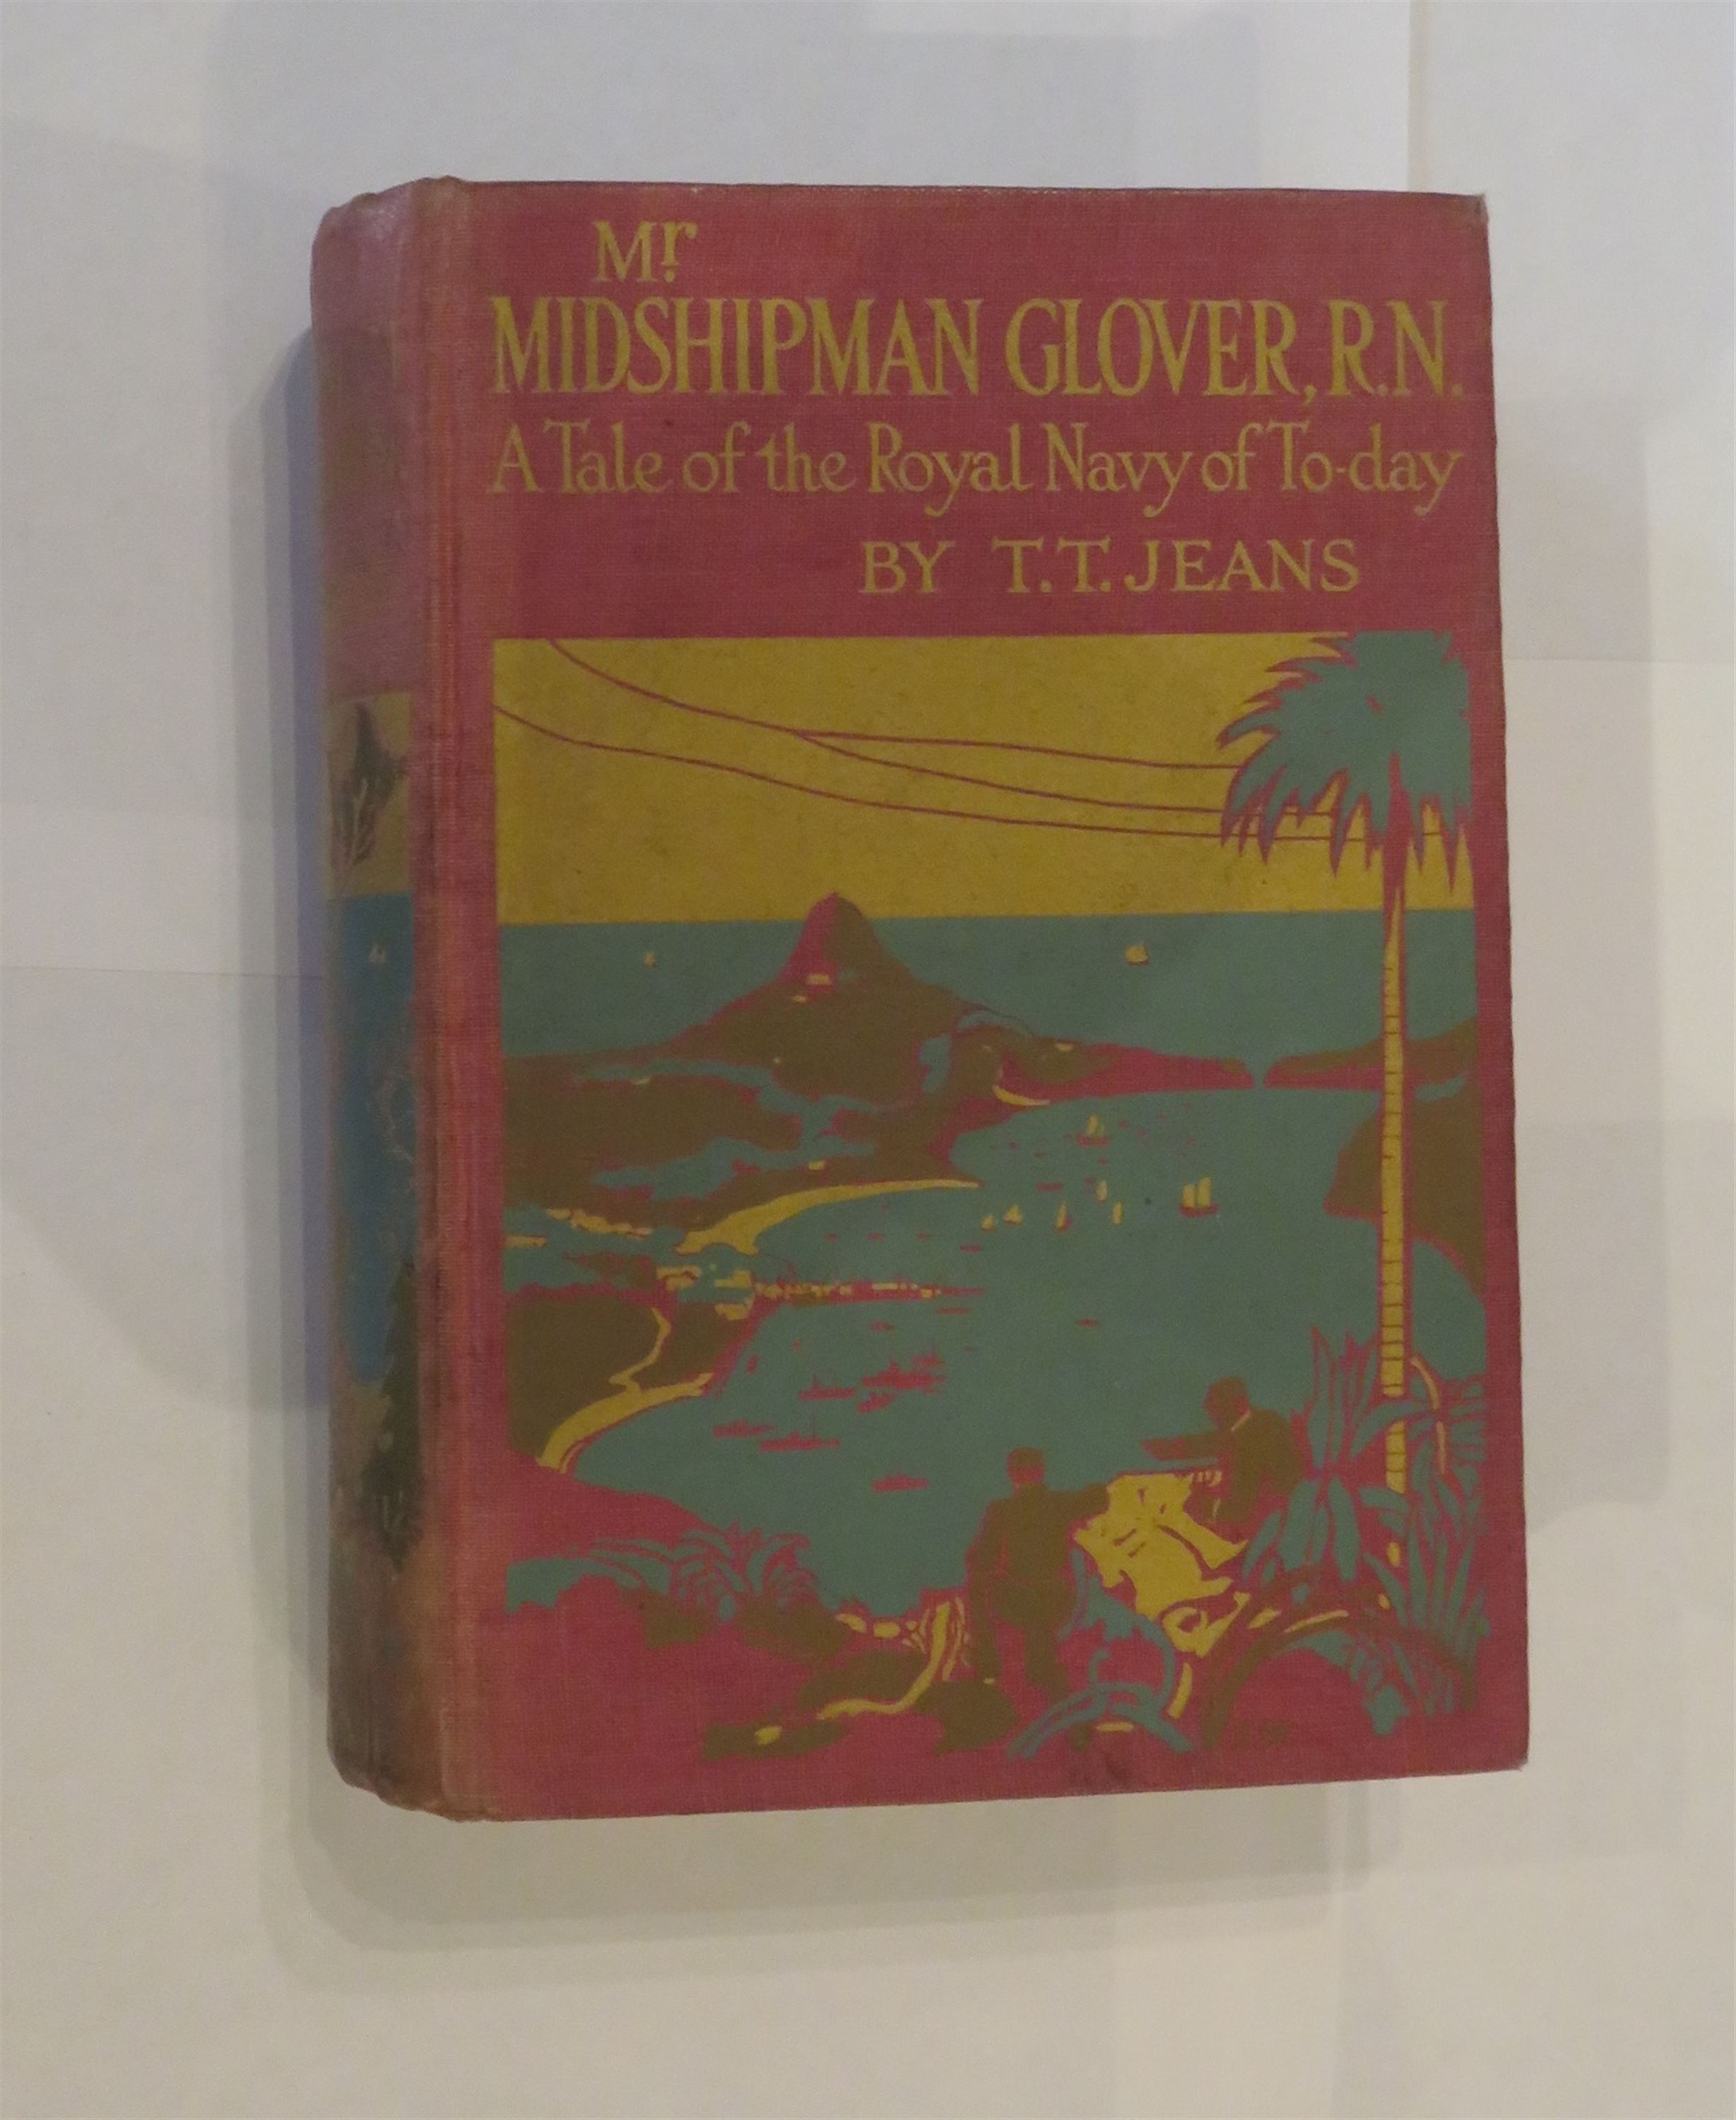 Mr.
MIDSHIPMAN GLOVER, R.N.
A Tale of the Royal Navy of To-day
BY T.T. JEANS